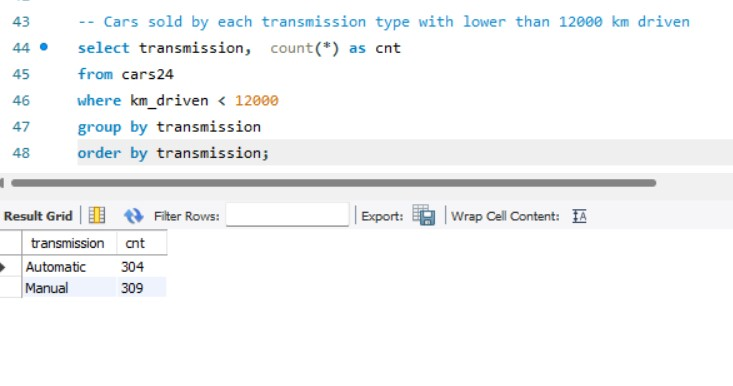 43 -- Cars sold by each transmission type with lower than 12000 km driven
44 select transmission,  count(*) as cnt
45 from cars24
46 where km_driven < 12000
47 group by transmission
48 order by transmission;
Result Grid Filter Rows: Export: Wrap Cell Content:
transmission cnt
Automatic 304
Manual 309